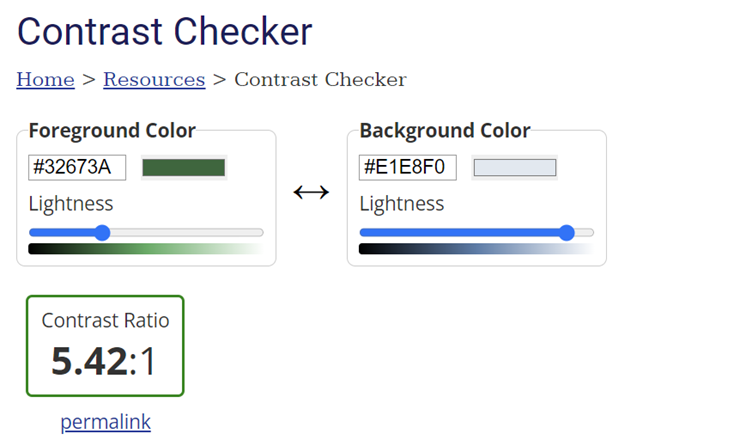 Contrast Checker
Home > Resources > Contrast Checker
Foreground Color
#32673A
Lightness
Background Color
#E1E8F0
Lightness
Contrast Ratio
5.42:1
permalink